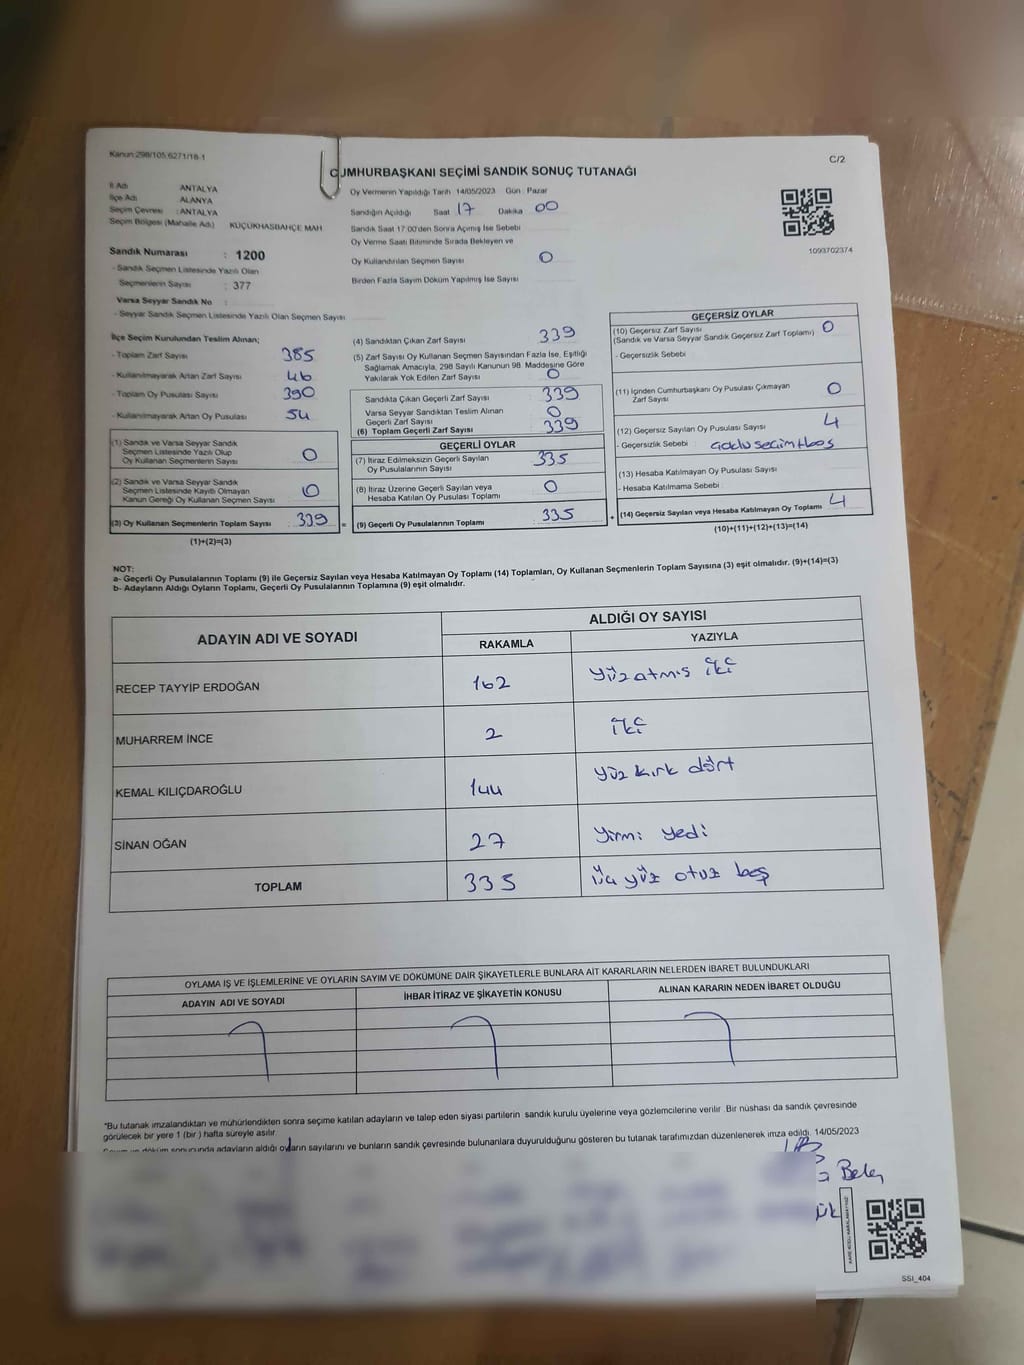 Kanun:298/105.6271/18-1
C/2
CUMHURBAŞKANI SEÇİMİ SANDIK SONUÇ TUTANAĞI
İl Adı ANTALYA
İlçe Adı ALANYA
Seçim Çevresi : ANTALYA
Seçim Bölgesi (Mahalle Adı) KÜÇÜKHASBAHÇE MAH
Sandık Numarası : 1200
- Sandık Seçmen Listesinde Yazılı Olan
Seçmenlerin Sayısı : 377
Varsa Seyyar Sandık No :
- Seyyar Sandık Seçmen Listesinde Yazılı Olan Seçmen Sayısı
Oy Vermenin Yapıldığı Tarih 14/05/2023 Gün : Pazar
Sandığın Açıldığı Saat 17 Dakika 00
Sandık Saat 17.00'den Sonra Açımış İse Sebebi
Oy Verme Saati Bitiminde Sırada Bekleyen ve
Oy Kullandırılan Seçmen Sayısı 0
Birden Fazla Sayım Döküm Yapılmış İse Sayısı
1093702374
İlçe Seçim Kurulundan Teslim Alınan;
- Toplam Zarf Sayısı 385
- Kullanılmayarak Artan Zarf Sayısı 46
- Toplam Oy Pusulası Sayısı 390
- Kullanılmayarak Artan Oy Pusulası 54
(1) Sandık ve Varsa Seyyar Sandık
Seçmen Listesinde Yazılı Olup
Oy Kullanan Seçmenlerin Sayısı 0
(2) Sandık ve Varsa Seyyar Sandık
Seçmen Listesinde Kayıtlı Olmayan
Kanun Gereği Oy Kullanan Seçmen Sayısı
(3) Oy Kullanan Seçmenlerin Toplam Sayısı : 339 =
(1)+(2)=(3)
(4) Sandıktan Çıkan Zarf Sayısı 339
(5) Zarf Sayısı Oy Kullanan Seçmen Sayısından Fazla İse, Eşitliği
Sağlamak Amacıyla, 298 Sayılı Kanunun 98. Maddesine Göre
Yakılarak Yok Edilen Zarf Sayısı 0
Sandıkta Çıkan Geçerli Zarf Sayısı 339
Varsa Seyyar Sandıktan Teslim Alınan
Geçerli Zarf Sayısı 0
(6) Toplam Geçerli Zarf Sayısı 339
GEÇERLİ OYLAR
(7) İtiraz Edilmeksizin Geçerli Sayılan
Oy Pusulalarının Sayısı 335
(8) İtiraz Üzerine Geçerli Sayılan veya
Hesaba Katılan Oy Pusulası Toplamı 0
(9) Geçerli Oy Pusulalarının Toplamı 335 +
GEÇERSİZ OYLAR
(10) Geçersiz Zarf Sayısı
(Sandık ve Varsa Seyyar Sandık Geçersiz Zarf Toplamı) 0
- Geçersizlik Sebebi
(11) İçinden Cumhurbaşkanı Oy Pusulası Çıkmayan
Zarf Sayısı 0
(12) Geçersiz Sayılan Oy Pusulası Sayısı 4
- Geçersizlik Sebebi :
(13) Hesaba Katılmayan Oy Pusulası Sayısı
- Hesaba Katılmama Sebebi :
(14) Geçersiz Sayılan veya Hesaba Katılmayan Oy Toplamı 4
(10)+(11)+(12)+(13)=(14)
NOT:
a- Geçerli Oy Pusulalarının Toplamı (9) ile Geçersiz Sayılan veya Hesaba Katılmayan Oy Toplamı (14) Toplamları, Oy Kullanan Seçmenlerin Toplam Sayısına (3) eşit olmalıdır. (9)+(14)=(3)
b- Adayların Aldığı Oyların Toplamı, Geçerli Oy Pusulalarının Toplamına (9) eşit olmalıdır.
ADAYIN ADI VE SOYADI ALDIĞI OY SAYISI
RAKAMLA YAZIYLA
RECEP TAYYİP ERDOĞAN 162 Yüzatmış iki
MUHARREM İNCE 2 iki
KEMAL KILIÇDAROĞLU 144 Yüz kırk dört
SİNAN OĞAN 27 Yirmi yedi
TOPLAM 335 Üç yüz otuz beş
OYLAMA İŞ VE İŞLEMLERİNE VE OYLARIN SAYIM VE DÖKÜMÜNE DAİR ŞİKAYETLERLE BUNLARA AİT KARARLARIN NELERDEN İBARET BULUNDUKLARI
ADAYIN ADI VE SOYADI İHBAR İTİRAZ VE ŞİKAYETİN KONUSU ALINAN KARARIN NEDEN İBARET OLDUĞU
*Bu tutanak imzalandıktan ve mühürlendikten sonra seçime katılan adayların ve talep eden siyasi partilerin sandık kurulu üyelerine veya gözlemcilerine verilir. Bir nüshası da sandık çevresinde
görülecek bir yere 1 (bir) hafta süreyle asılır.
Sayım ve döküm sonucunda adayların aldığı oyların sayılarını ve bunların sandık çevresinde bulunanlara duyurulduğunu gösteren bu tutanak tarafımızdan düzenlenerek imza edildi. 14/05/2023
SSİ_404